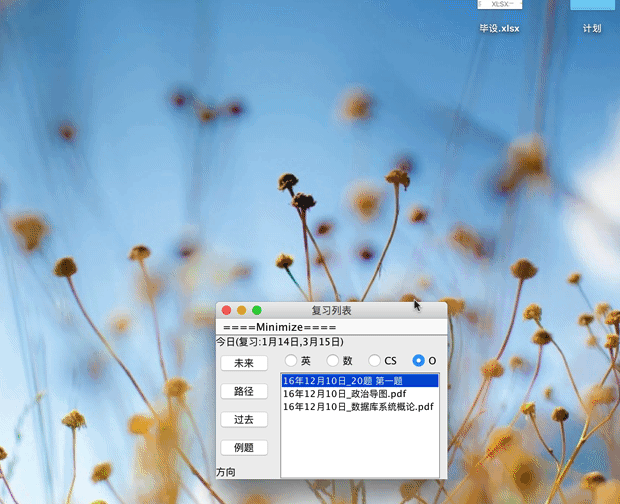 XLSX
毕设.xlsx
计划
复习列表
====Minimize====
今日(复习:1月14日,3月15日)
未来
英
数
CS
O
路径
16年12月10日_20题 第一题
16年12月10日_政治导图.pdf
16年12月10日_数据库系统概论.pdf
过去
例题
方向